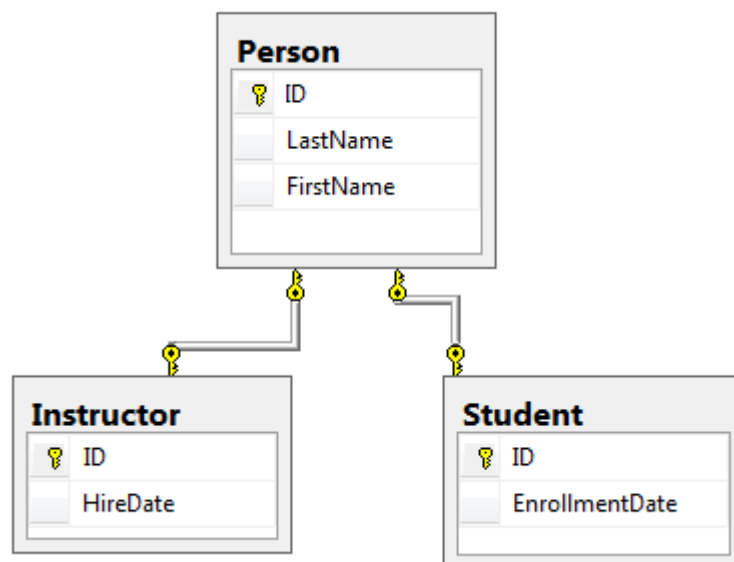 Person
ID
LastName
FirstName
Instructor
ID
HireDate
Student
ID
EnrollmentDate